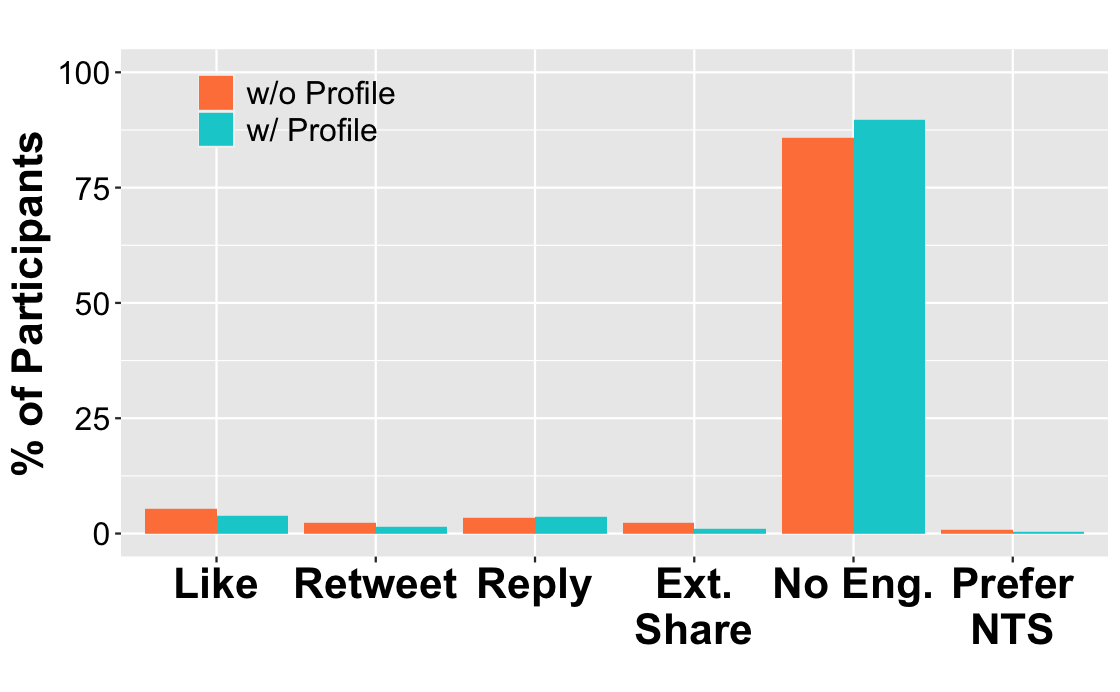 w/o Profile
w/ Profile
% of Participants
100
75
50
25
0
Like Retweet Reply Ext. No Eng. Prefer
Share NTS